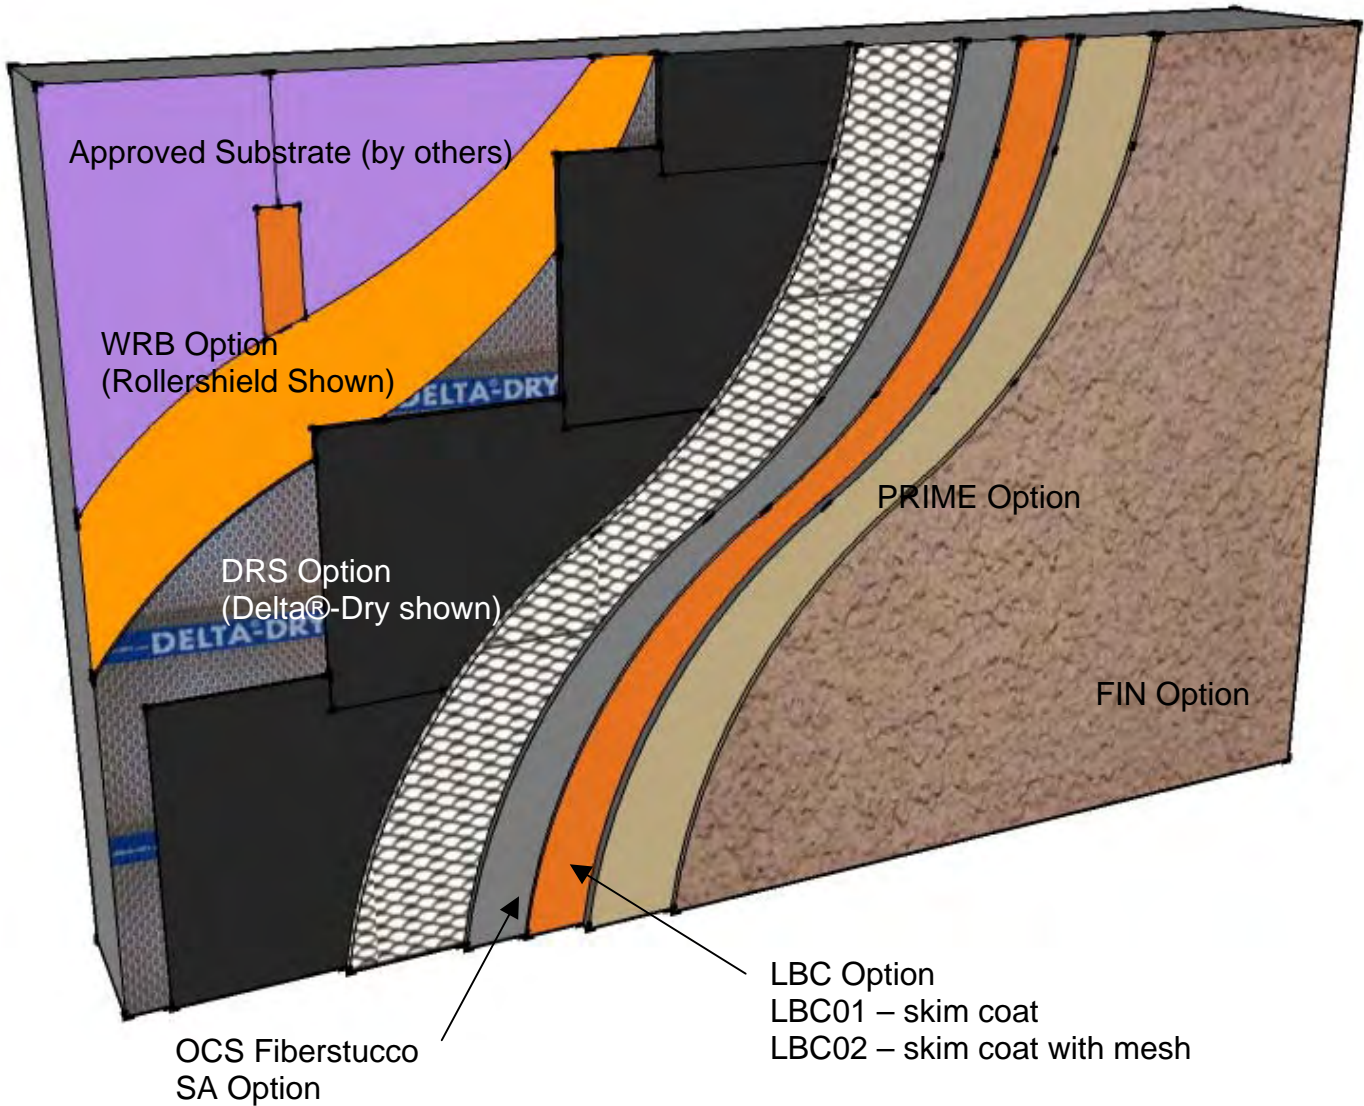 Approved Substrate (by others)
WRB Option
(Rollershield Shown)
DELTA®-DRY
DRS Option
(Delta®-Dry shown)
DELTA®-DRY
PRIME Option
FIN Option
LBC Option
LBC01 – skim coat
LBC02 – skim coat with mesh
OCS Fiberstucco
SA Option